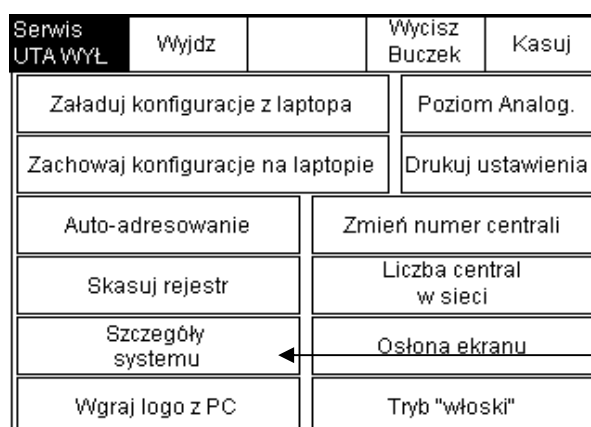 Serwis
UTA WYŁ
Wyjdz
Wycisz
Buczek
Kasuj
Załaduj konfiguracje z laptopa
Poziom Analog.
Zachowaj konfiguracje na laptopie
Drukuj ustawienia
Auto-adresowanie
Zmień numer centrali
Skasuj rejestr
Liczba central
w sieci
Szczegóły
systemu
Osłona ekranu
Wgraj logo z PC
Tryb "włoski"